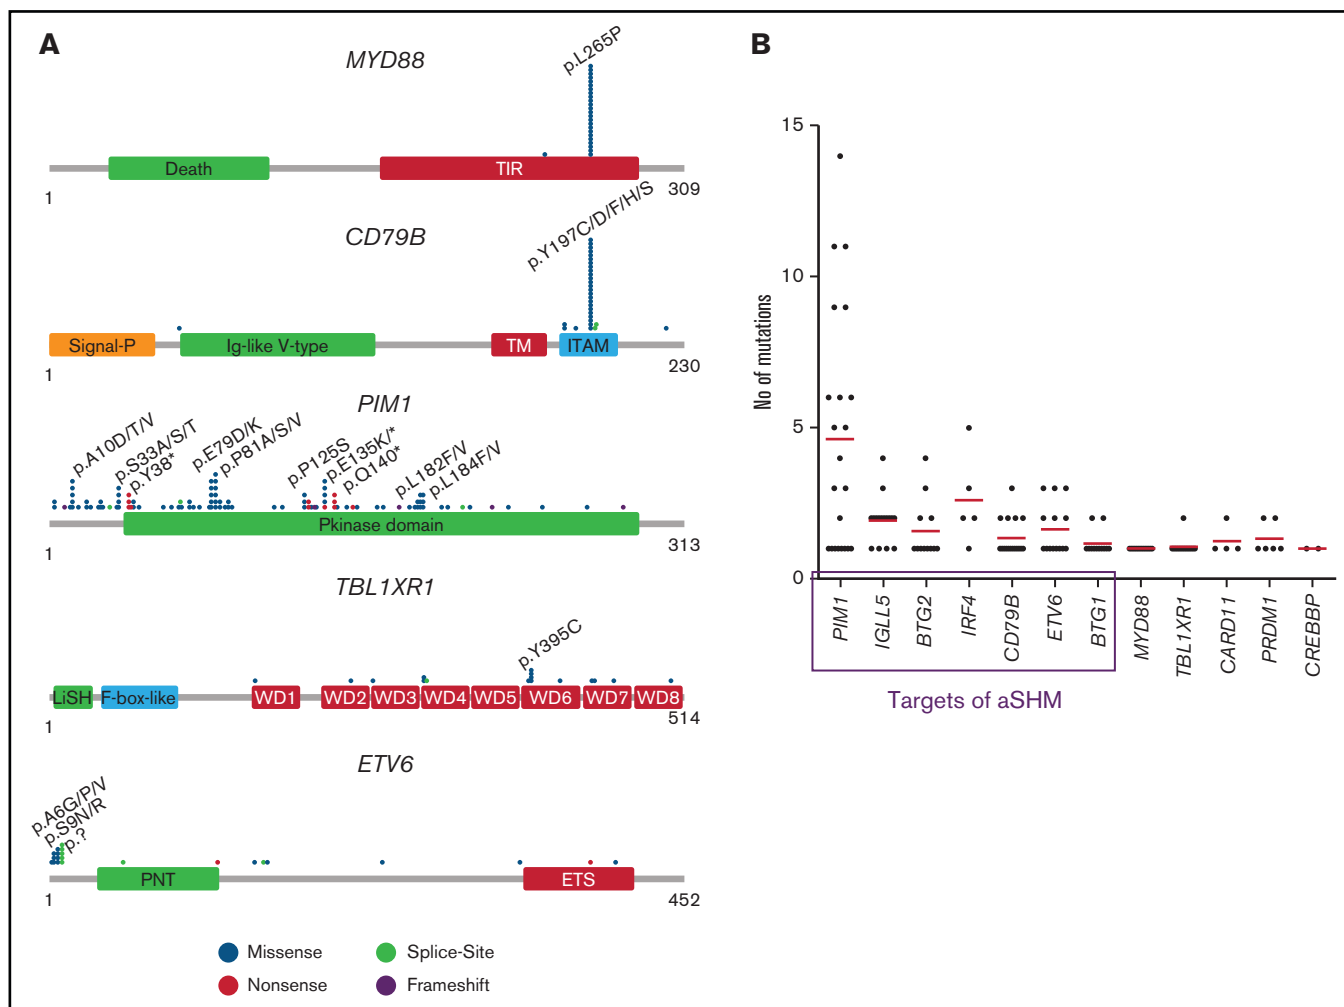 A
MYD88
p.L265P
Death
TIR
1
309
CD79B
p.Y197C/D/F/H/S
Signal-P
Ig-like V-type
TM
ITAM
1
230
PIM1
p.A10D/T/V
p.S33A/S/T
p.Y38*
p.E79D/K
p.P81A/S/V
p.P125S
p.E135K/*
p.Q140*
p.L182F/V
p.L184F/V
Pkinase domain
1
313
TBL1XR1
p.Y395C
LiSH
F-box-like
WD1
WD2
WD3
WD4
WD5
WD6
WD7
WD8
1
514
ETV6
p.A6G/P/V
p.S9N/R
p.?
PNT
ETS
1
452
Missense
Splice-Site
Nonsense
Frameshift
B
No of mutations
15
10
5
0
PIM1
IGLL5
BTG2
IRF4
CD79B
ETV6
BTG1
MYD88
TBL1XR1
CARD11
PRDM1
CREBBP
Targets of aSHM